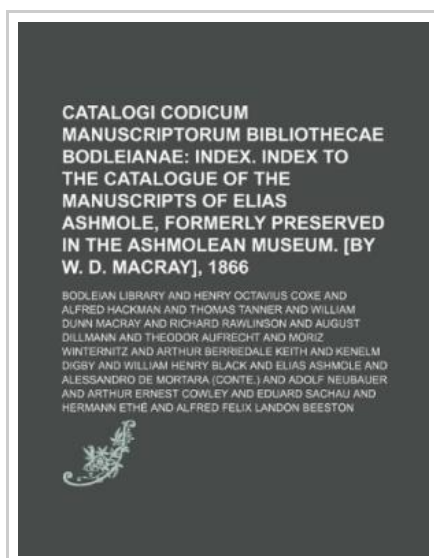 CATALOGI CODICUM
MANUSCRIPTORUM BIBLIOTHECAE
BODLEIANAE: INDEX. INDEX TO
THE CATALOGUE OF THE
MANUSCRIPTS OF ELIAS
ASHMOLE, FORMERLY PRESERVED
IN THE ASHMOLEAN MUSEUM. [BY
W. D. MACRAY], 1866
BODLEIAN LIBRARY AND HENRY OCTAVIUS COXE AND
ALFRED HACKMAN AND THOMAS TANNER AND WILLIAM
DUNN MACRAY AND RICHARD RAWLINSON AND AUGUST
DILLMANN AND THEODOR AUFRECHT AND MORIZ
WINTERNITZ AND ARTHUR BERRIEDALE KEITH AND KENELM
DIGBY AND WILLIAM HENRY BLACK AND ELIAS ASHMOLE AND
ALESSANDRO DE MORTARA (CONTE.) AND ADOLF NEUBAUER
AND ARTHUR ERNEST COWLEY AND EDUARD SACHAU AND
HERMANN ETHÉ AND ALFRED FELIX LANDON BEESTON